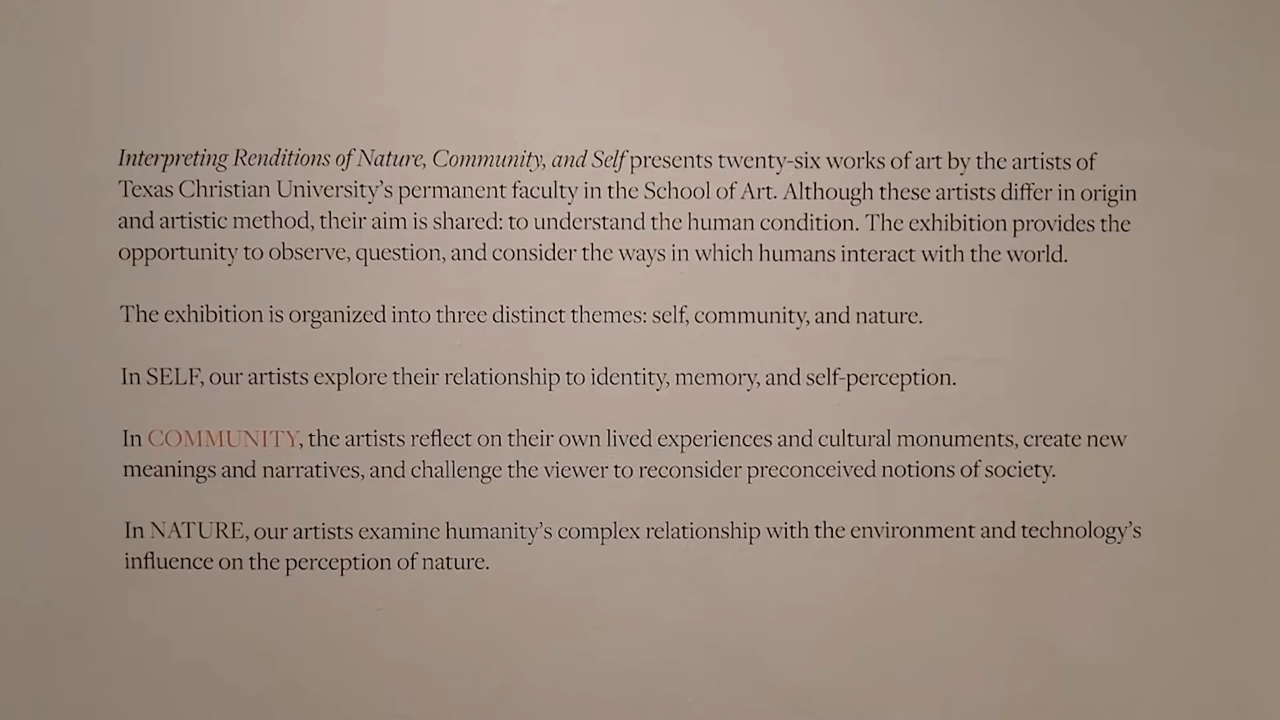 Interpreting Renditions of Nature, Community, and Self presents twenty-six works of art by the artists of
Texas Christian University’s permanent faculty in the School of Art. Although these artists differ in origin
and artistic method, their aim is shared: to understand the human condition. The exhibition provides the
opportunity to observe, question, and consider the ways in which humans interact with the world.
The exhibition is organized into three distinct themes: self, community, and nature.
In SELF, our artists explore their relationship to identity, memory, and self-perception.
In COMMUNITY, the artists reflect on their own lived experiences and cultural monuments, create new
meanings and narratives, and challenge the viewer to reconsider preconceived notions of society.
In NATURE, our artists examine humanity’s complex relationship with the environment and technology’s
influence on the perception of nature.